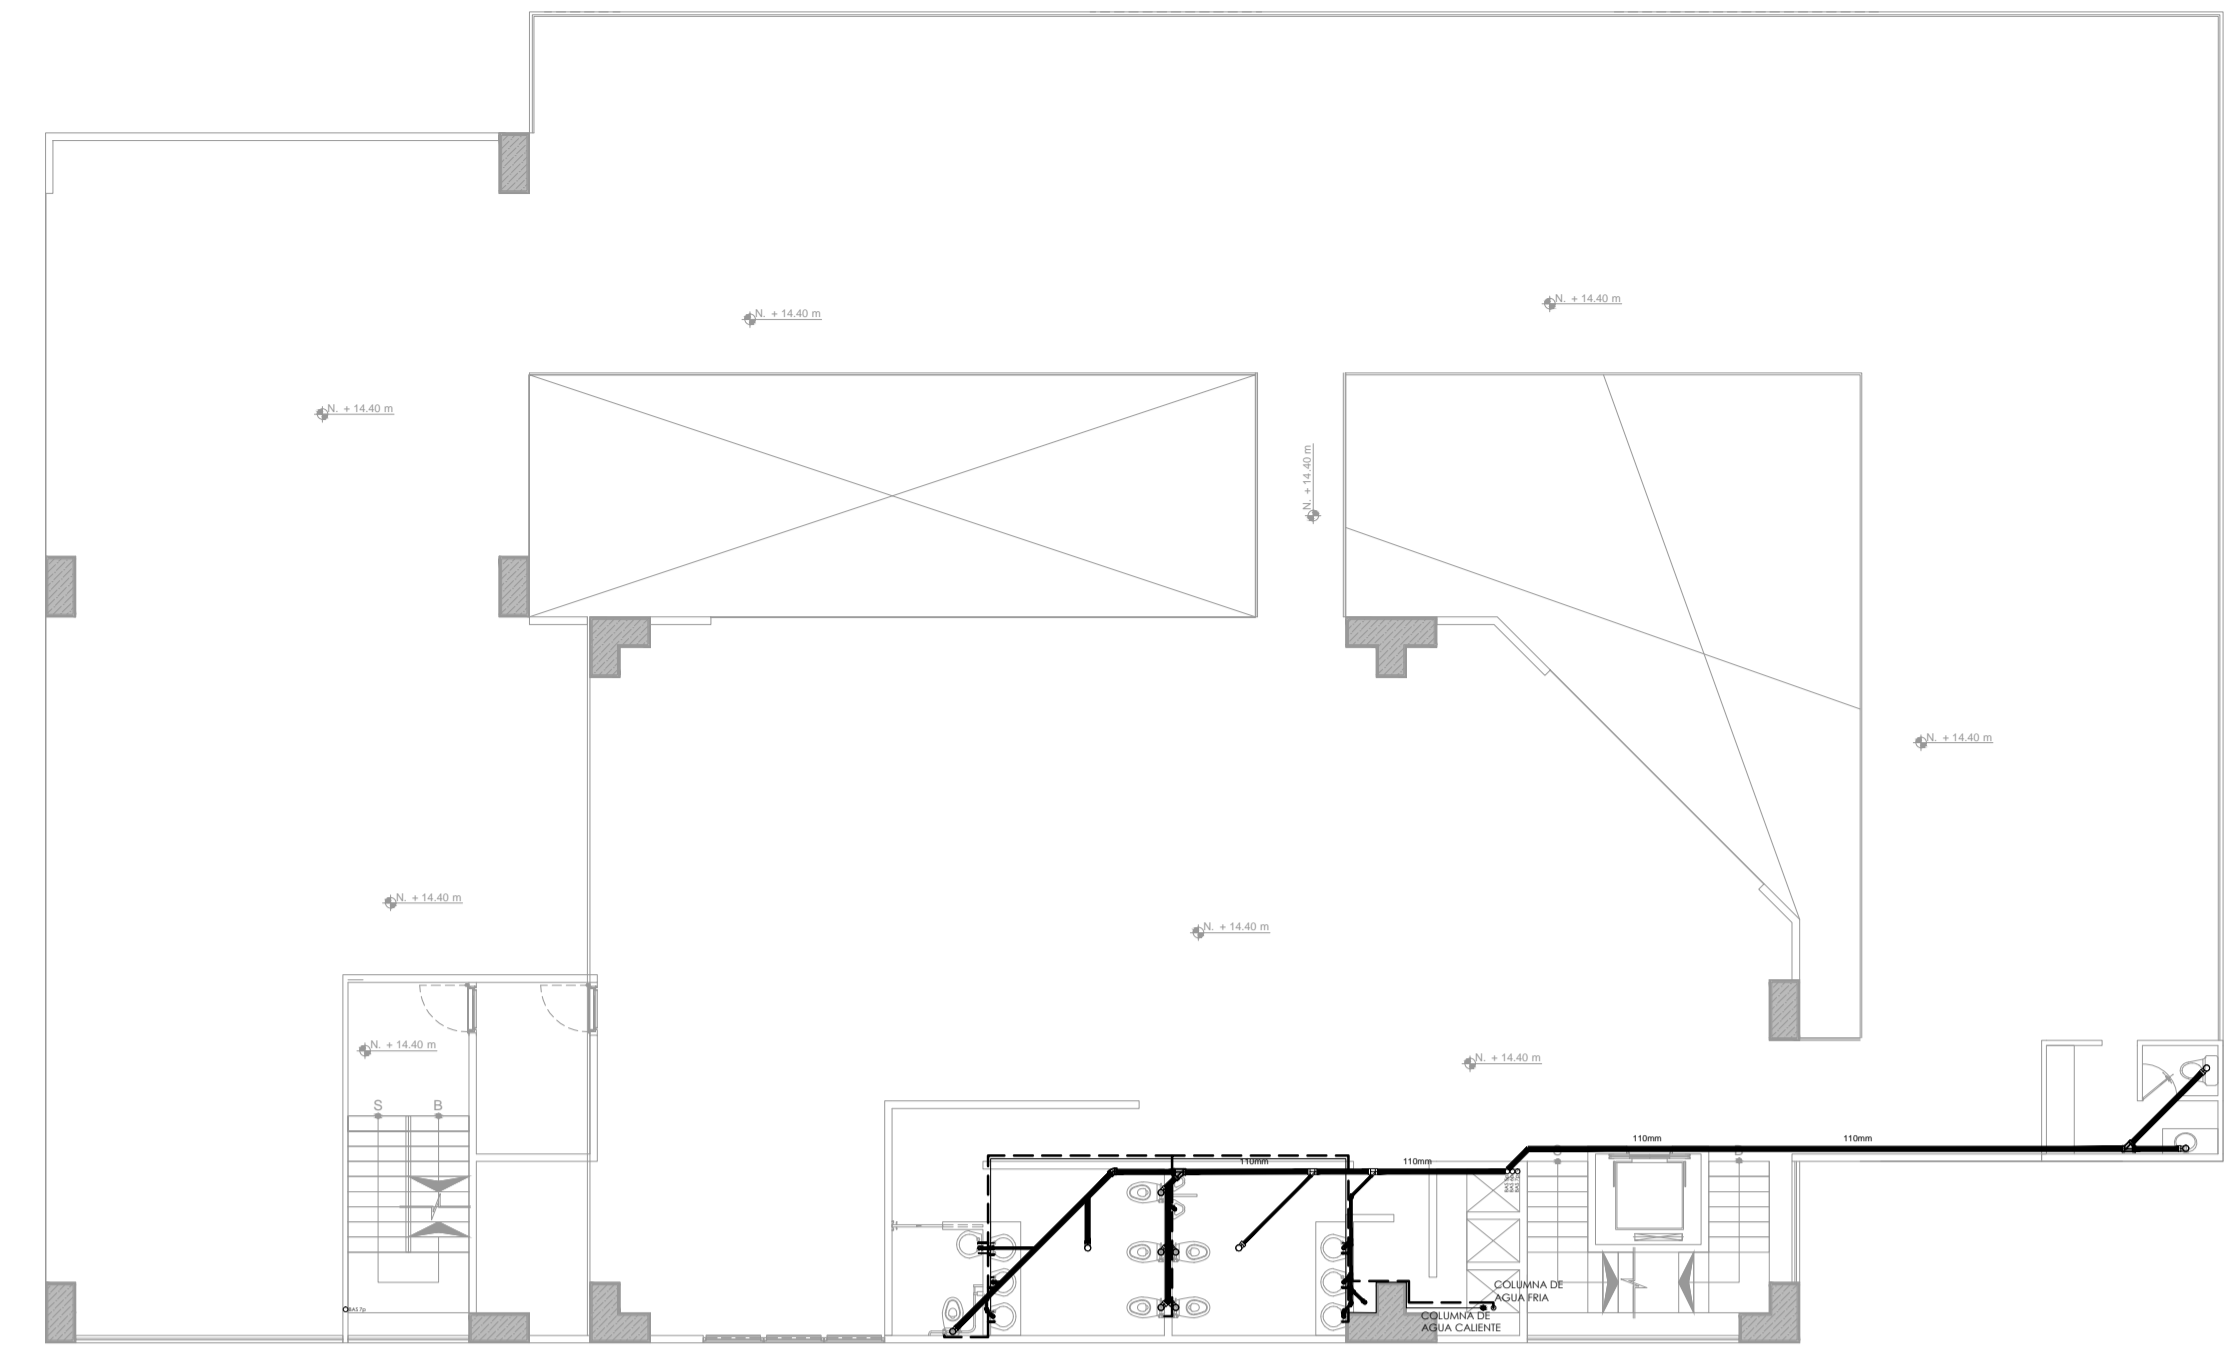 N. + 14.40 m
N. + 14.40 m
N. + 14.40 m
N. + 14.40 m
N. + 14.40 m
N. + 14.40 m
N. + 14.40 m
N. + 14.40 m
N. + 14.40 m
S
B
110mm
110mm
110mm
110mm
COLUMNA DE
AGUA FRIA
COLUMNA DE
AGUA CALIENTE
BAS7p